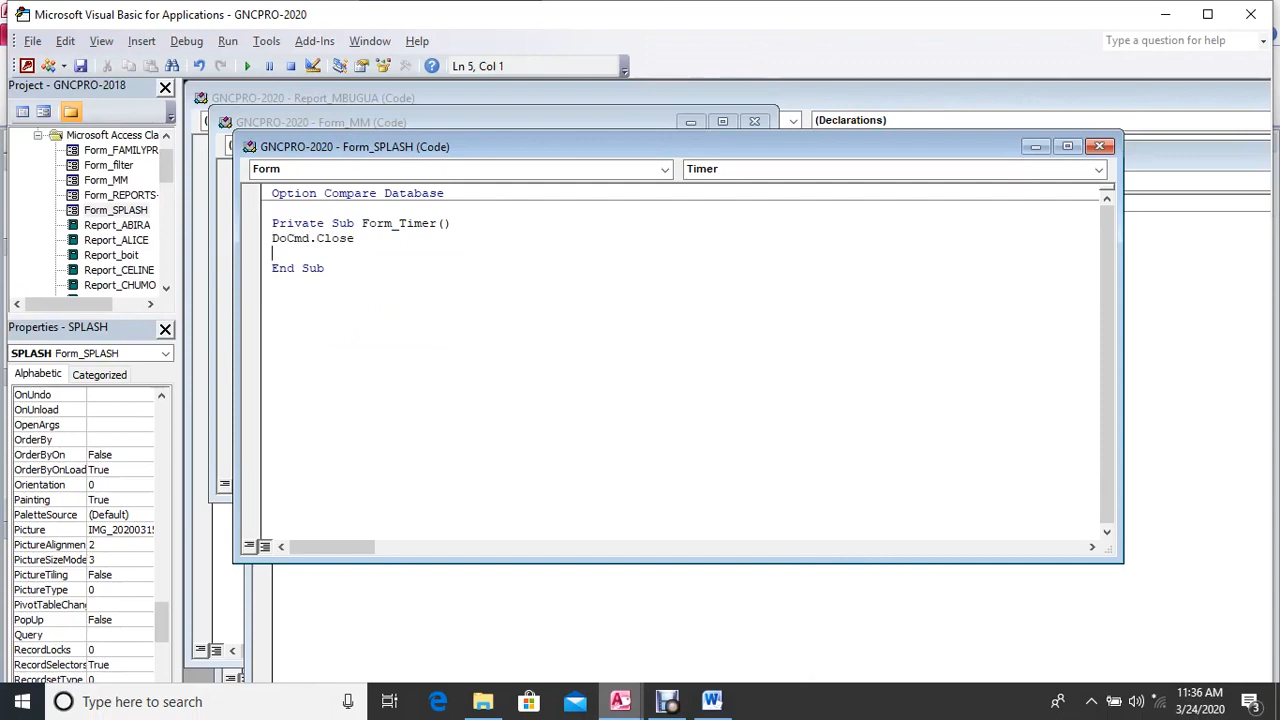 Microsoft Visual Basic for Applications - GNCPRO-2020
File Edit View Insert Debug Run Tools Add-Ins Window Help
Type a question for help
Ln 5, Col 1
Project - GNCPRO-2018
Microsoft Access Cla
Form_FAMILYPR
Form_filter
Form_MM
Form_REPORTS-
Form_SPLASH
Report_ABIRA
Report_ALICE
Report_boit
Report_CELINE
Report_CHUMO
Properties - SPLASH
SPLASH Form_SPLASH
Alphabetic Categorized
OnUndo
OnUnload
OpenArgs
OrderBy
OrderByOn False
OrderByOnLoad True
Orientation 0
Painting True
PaletteSource (Default)
Picture IMG_20200315
PictureAlignmen 2
PictureSizeMode 3
PictureTiling False
PictureType 0
PivotTableChan
PopUp False
Query
RecordLocks 0
RecordSelectors True
RecordsetType 0
GNCPRO-2020 - Report_MBUGUA (Code)
GNCPRO-2020 - Form_MM (Code)
(Declarations)
GNCPRO-2020 - Form_SPLASH (Code)
Form Timer
Option Compare Database
Private Sub Form_Timer()
DoCmd.Close
End Sub
Type here to search
11:36 AM
3/24/2020
3